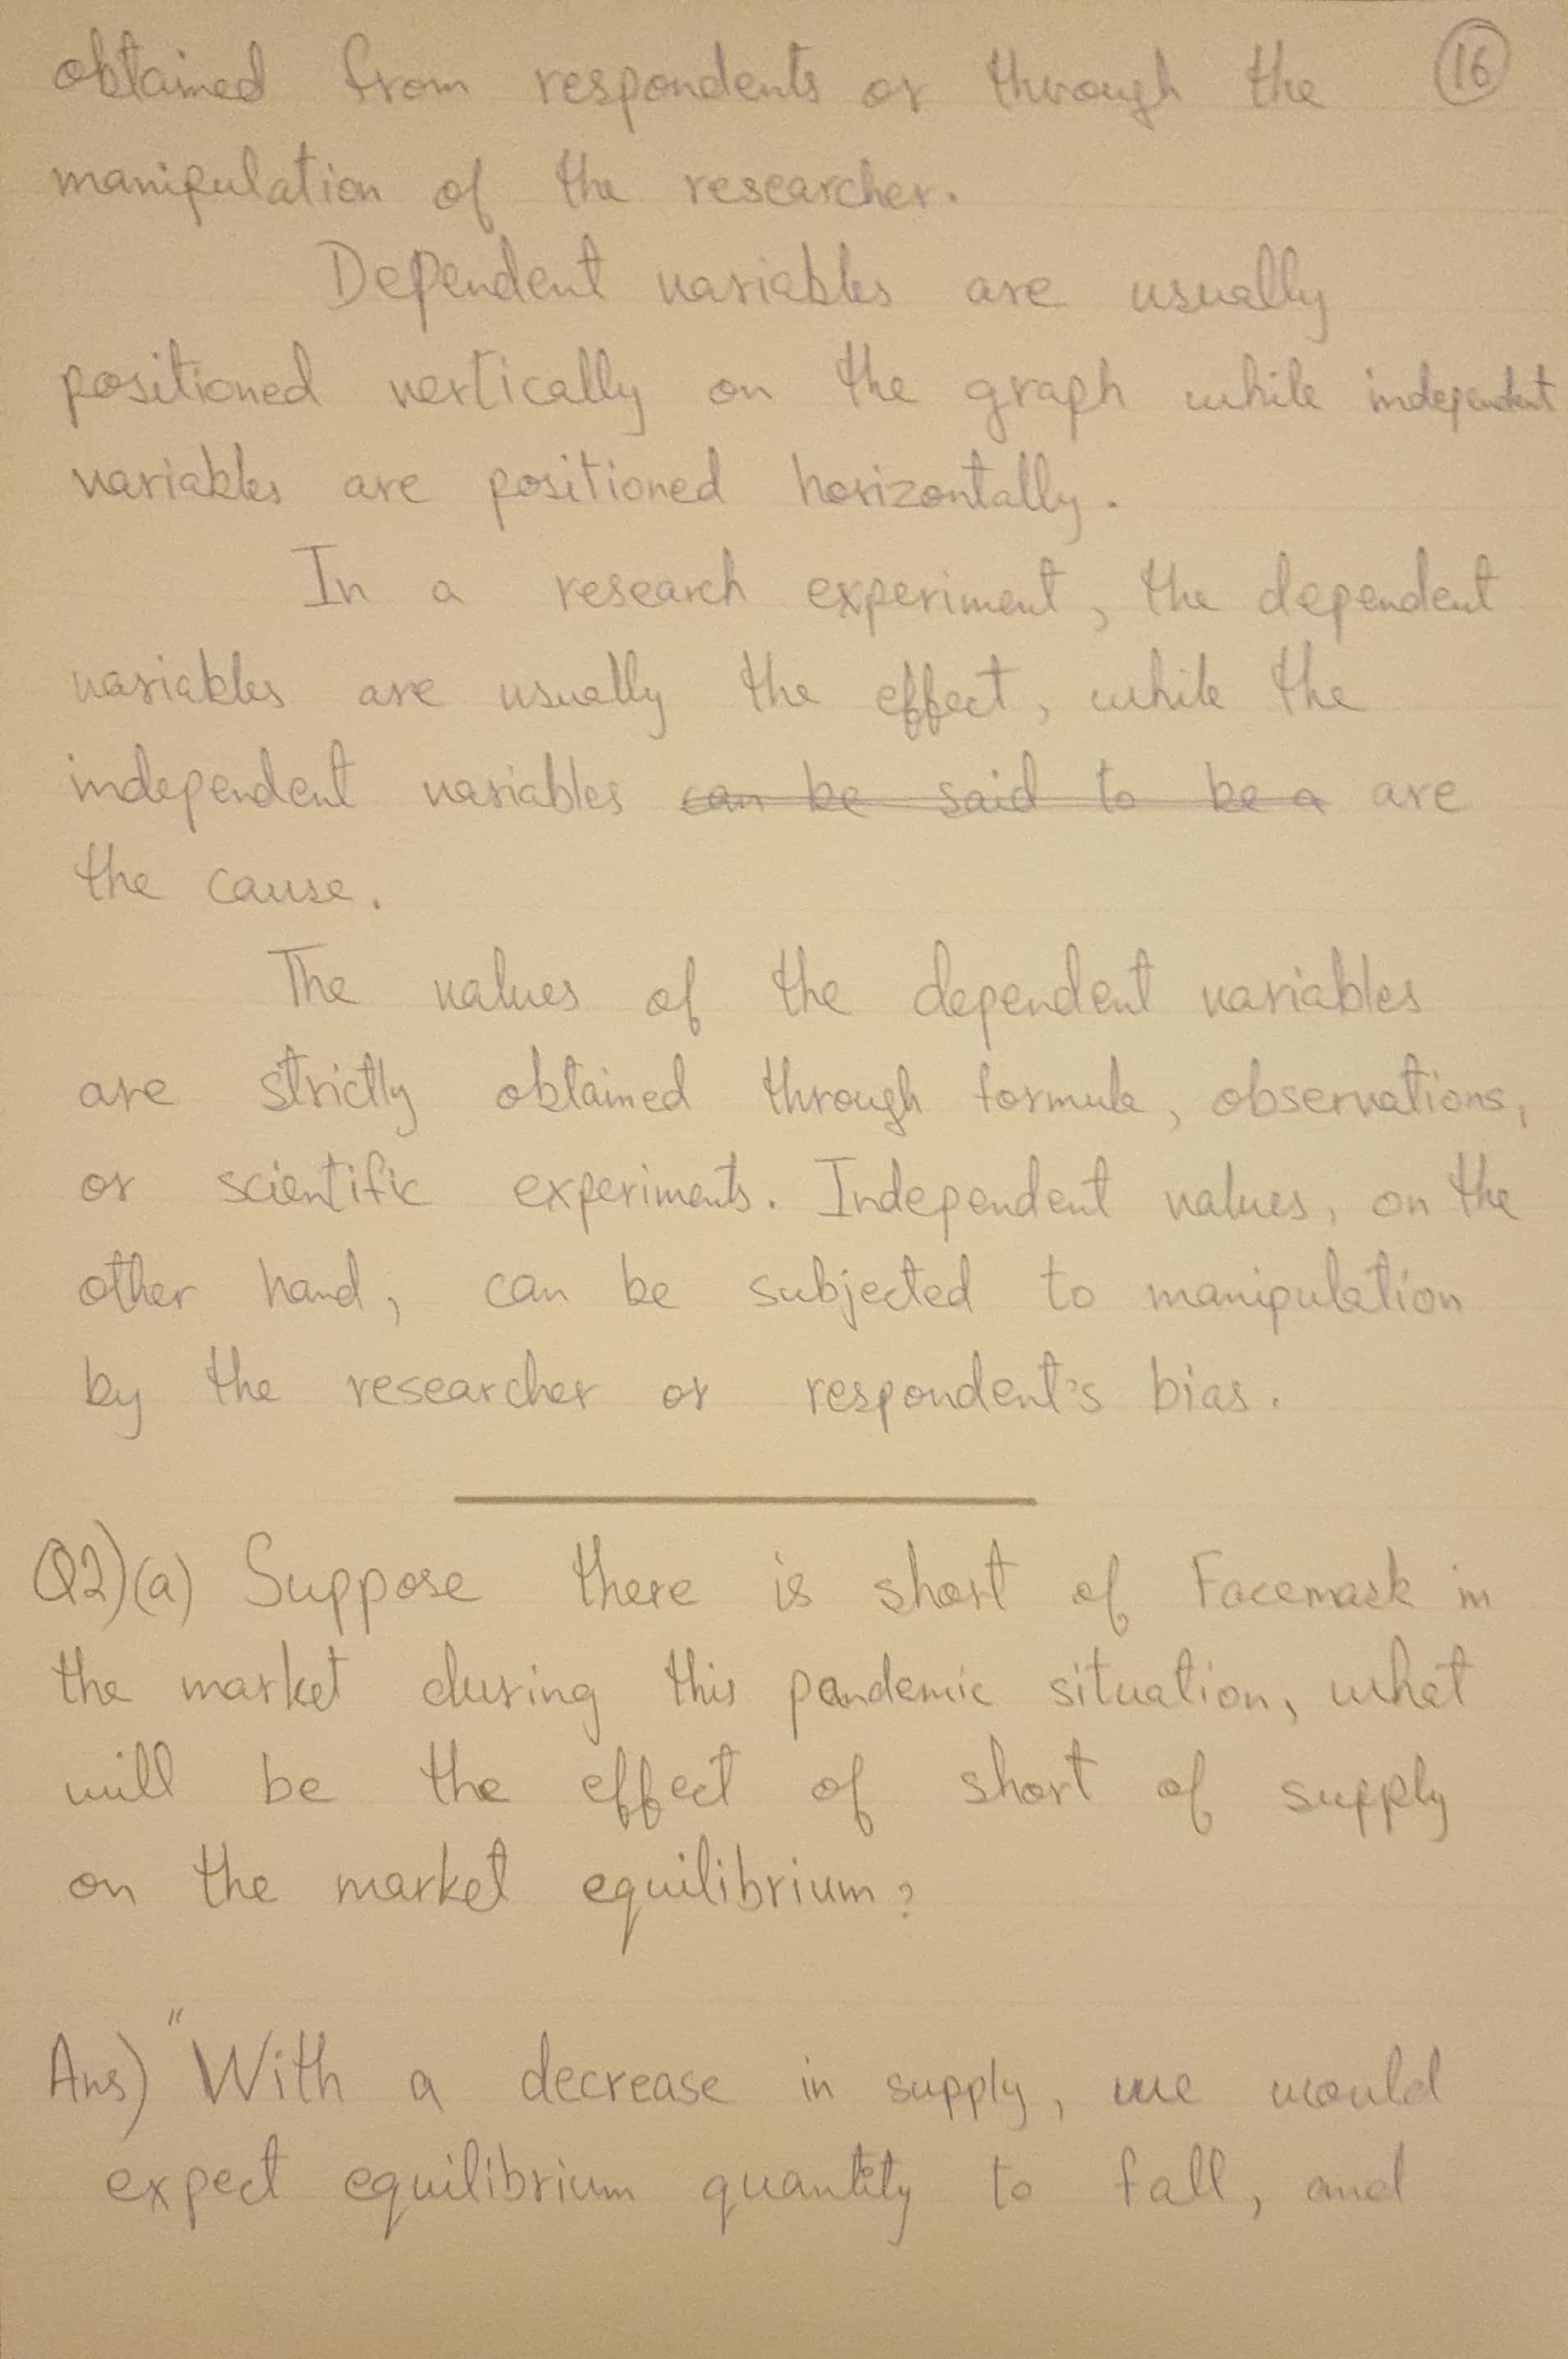 obtained from respondents or through the (16)
manipulation of the researcher.
Dependent variables are usually
positioned vertically on the graph while independent
variables are positioned horizontally.
In a research experiment, the dependent
variables are usually the effect, while the
independent variables ~~can be said to be a~~ are
the cause.
The values of the dependent variables
are strictly obtained through formula, observations,
or scientific experiments. Independent values, on the
other hand, can be subjected to manipulation
by the researcher or respondent's bias.
Q2)(a) Suppose there is short of Facemask in
the market during this pandemic situation, what
will be the effect of short of supply
on the market equilibrium?
Ans) "With a decrease in supply, we would
expect equilibrium quantity to fall, and